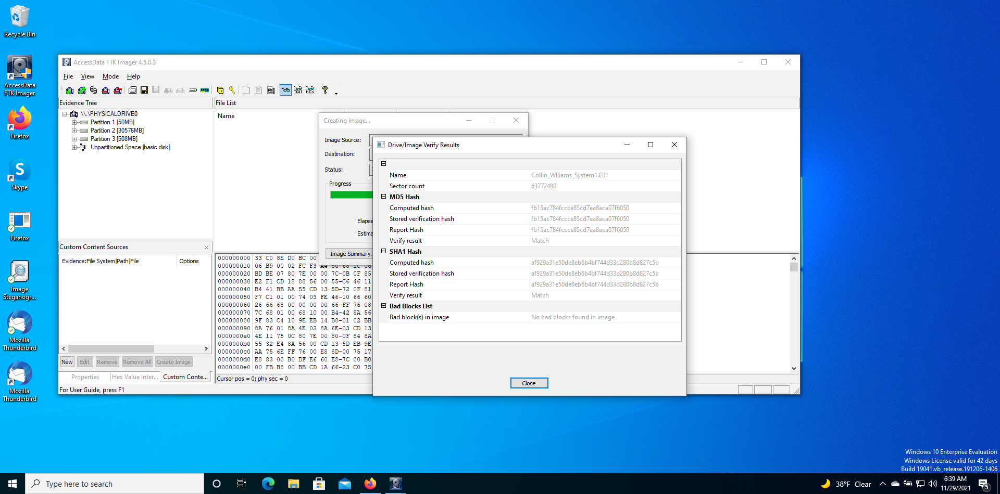 Recycle Bin
AccessData
FTK Imager
Firefox
Skype
Firefox
Image
Steganogr...
Mozilla
Thunderbird
Mozilla
Thunderbird
AccessData FTK Imager 4.5.0.3
File View Mode Help
Evidence Tree
\\.\PHYSICALDRIVE0
Partition 1 [50MB]
Partition 2 [30576MB]
Partition 3 [508MB]
Unpartitioned Space [basic disk]
File List
Name
Custom Content Sources
Evidence:File System|Path|File Options
New Edit Remove Remove All Create Image
Properties Hex Value Inter... Custom Conte...
For User Guide, press F1
Creating Image...
Image Source:
Destination:
Status:
Progress
Elapse
Estima
Image Summary.
000000000 33 C0 8E D0 BC 00
000000010 06 B9 00 02 FC F3 A4 50-68 1C 06
000000020 BD BE 07 80 7E 00 00 7C-0B 0F 85
000000030 E2 F1 CD 18 88 56 00 55-C6 46 11
000000040 B4 41 BB AA 55 CD 13 5D-72 0F 81
000000050 F7 C1 01 00 74 03 FE 46-10 66 60
000000060 26 66 68 00 00 00 00 66-FF 76 08
000000070 7C 68 01 00 68 10 00 B4-42 8A 56
000000080 9F 83 C4 10 9E EB 14 B8-01 02 BB
000000090 8A 76 01 8A 4E 02 8A 6E-03 CD 13
0000000a0 4E 11 75 0C 80 7E 00 80-0F 84 8A
0000000b0 55 32 E4 8A 56 00 CD 13-5D EB 9E
0000000c0 AA 75 6E FF 76 00 E8 8D-00 75 17
0000000d0 E8 83 00 B0 DF E6 60 E8-7C 00 B0
0000000e0 00 FB B8 00 BB CD 1A 66-23 C0 75
Cursor pos = 0; phy sec = 0
Drive/Image Verify Results
Name Collin_Wlliams_System1.E01
Sector count 63772480
MD5 Hash
Computed hash fb15ac784fccce85cd7ea8aca07f6050
Stored verification hash fb15ac784fccce85cd7ea8aca07f6050
Report Hash fb15ac784fccce85cd7ea8aca07f6050
Verify result Match
SHA1 Hash
Computed hash af929a31e50de8eb6b4bf744d33d280b8d827c5b
Stored verification hash af929a31e50de8eb6b4bf744d33d280b8d827c5b
Report Hash af929a31e50de8eb6b4bf744d33d280b8d827c5b
Verify result Match
Bad Blocks List
Bad block(s) in image No bad blocks found in image
Close
Windows 10 Enterprise Evaluation
Windows License valid for 42 days
Build 19041.vb_release.191206-1406
Type here to search
38°F Clear
6:39 AM
11/29/2021
5